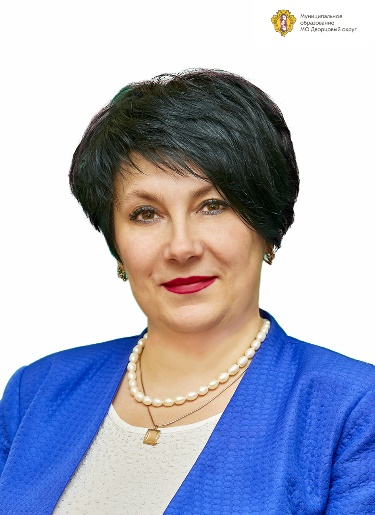 Муниципальное
образование
МО Дворцовый округ